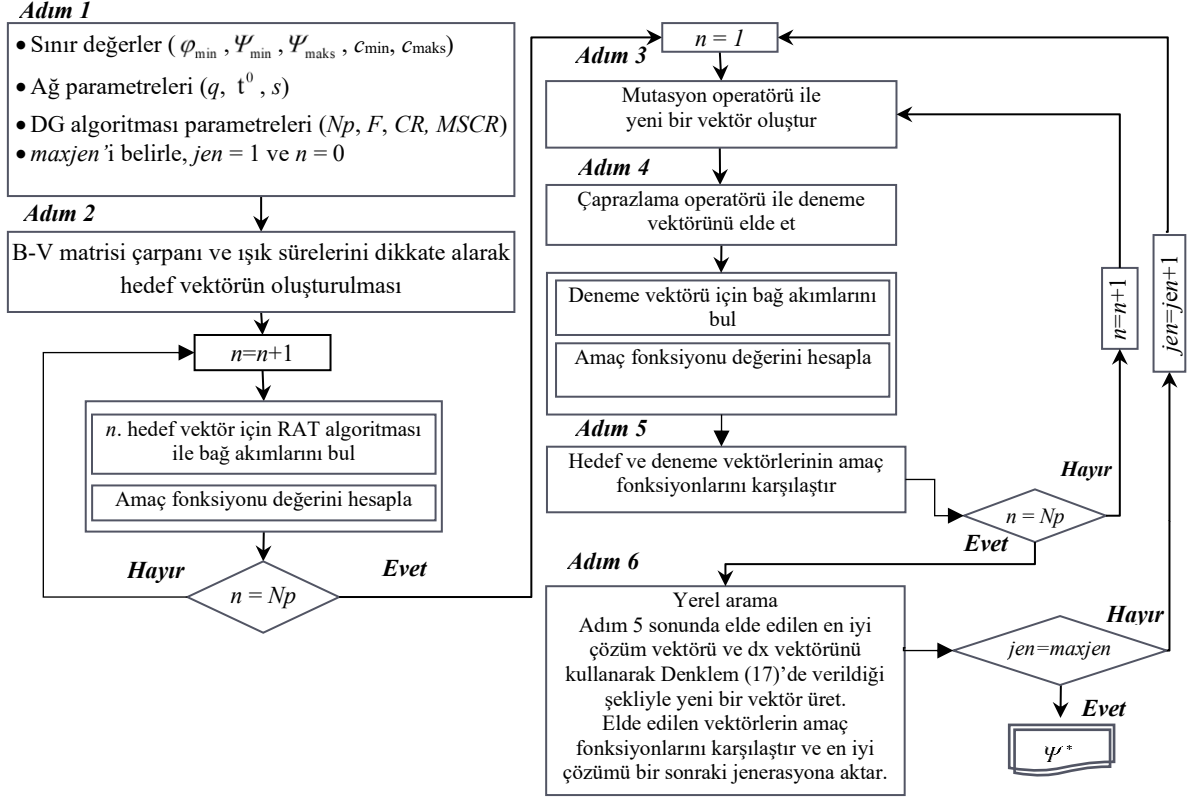 Adım 1
• Sınır değerler ( φmin , Ψmin , Ψmaks , cmin, cmaks)
• Ağ parametreleri (q, t⁰ , s)
• DG algoritması parametreleri (Np, F, CR, MSCR)
• maxjen’i belirle, jen = 1 ve n = 0
Adım 2
B-V matrisi çarpanı ve ışık sürelerini dikkate alarak
hedef vektörün oluşturulması
n=n+1
n. hedef vektör için RAT algoritması
ile bağ akımlarını bul
Amaç fonksiyonu değerini hesapla
Hayır
Evet
n = Np
n = 1
Adım 3
Mutasyon operatörü ile
yeni bir vektör oluştur
Adım 4
Çaprazlama operatörü ile deneme
vektörünü elde et
Deneme vektörü için bağ akımlarını
bul
Amaç fonksiyonu değerini hesapla
Adım 5
Hedef ve deneme vektörlerinin amaç
fonksiyonlarını karşılaştır
n = Np
Hayır
Evet
n=n+1
jen=jen+1
Adım 6
Yerel arama
Adım 5 sonunda elde edilen en iyi
çözüm vektörü ve dx vektörünü
kullanarak Denklem (17)’de verildiği
şekliyle yeni bir vektör üret.
Elde edilen vektörlerin amaç
fonksiyonlarını karşılaştır ve en iyi
çözümü bir sonraki jenerasyona aktar.
Hayır
jen=maxjen
Evet
Ψ*